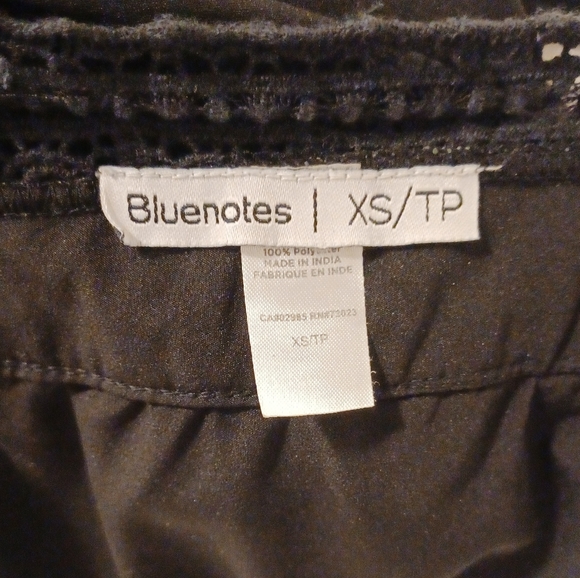 Bluenotes | XS/TP
100% Polyester
MADE IN INDIA
FABRIQUE EN INDE
CA#02985 RN#73023
XS/TP